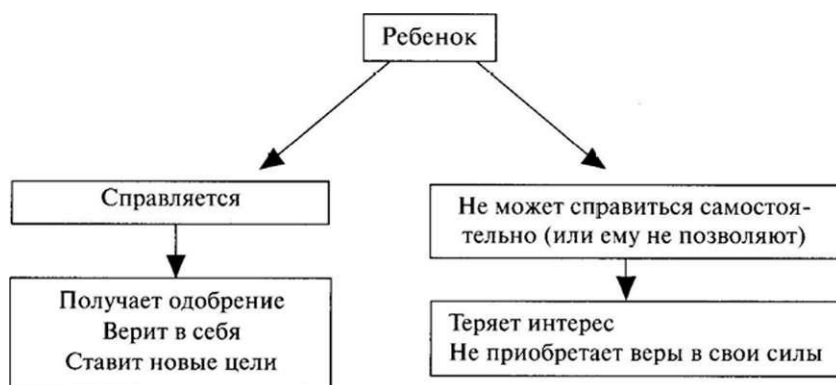 Ребенок
Справляется
Не может справиться самостоя-
тельно (или ему не позволяют)
Получает одобрение
Верит в себя
Ставит новые цели
Теряет интерес
Не приобретает веры в свои силы